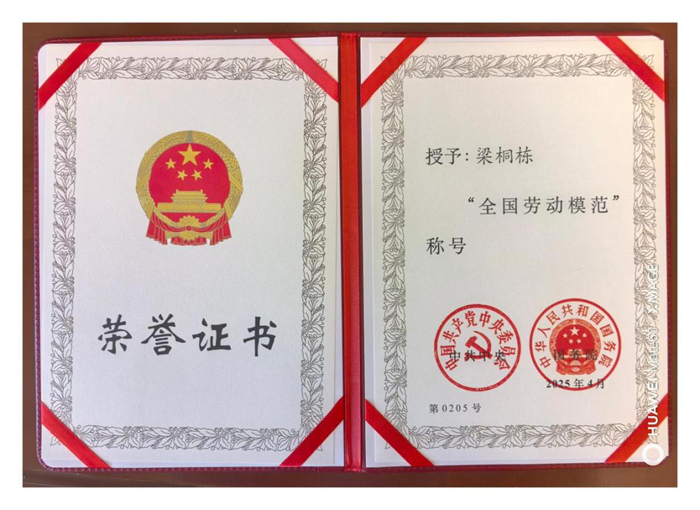 荣誉证书
授予：梁桐栋
“全国劳动模范”
称号
中国共产党中央委员会
中共中央
中华人民共和国国务院
国务院
2025年4月
第0205号